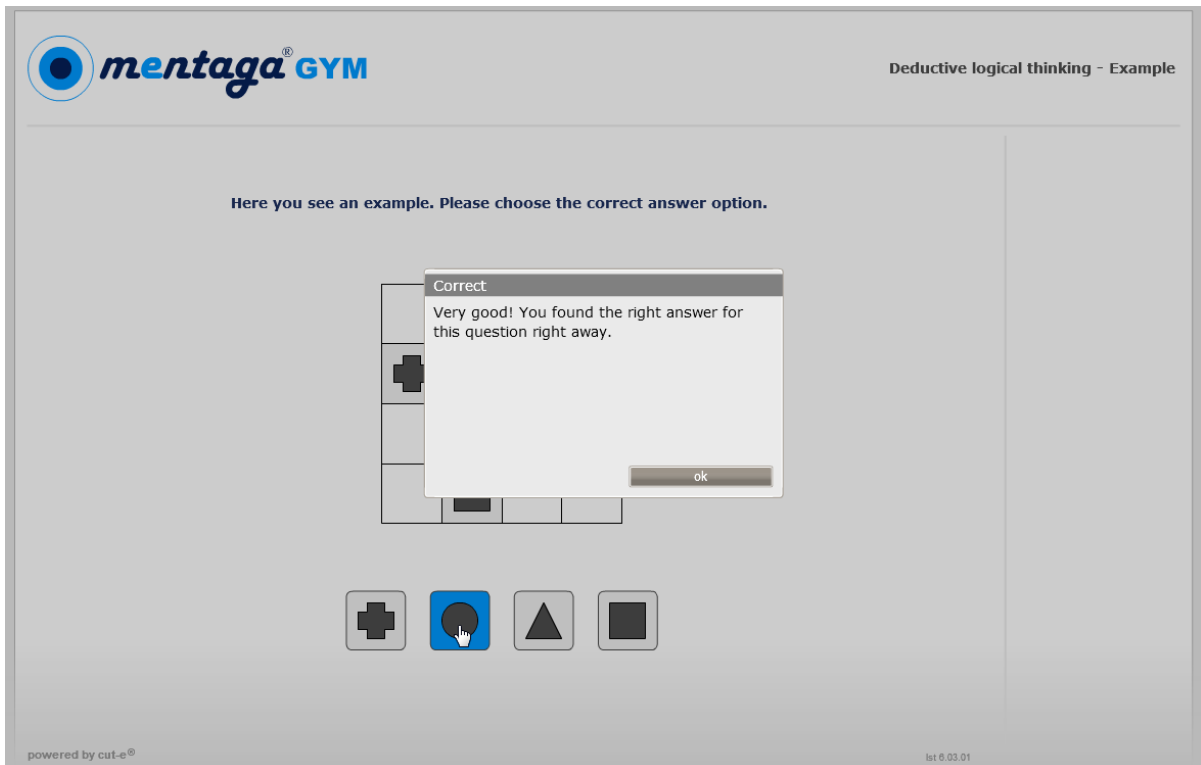 mentaga® GYM
Deductive logical thinking - Example
Here you see an example. Please choose the correct answer option.
Correct
Very good! You found the right answer for
this question right away.
ok
powered by cut-e®
lst 6.03.01